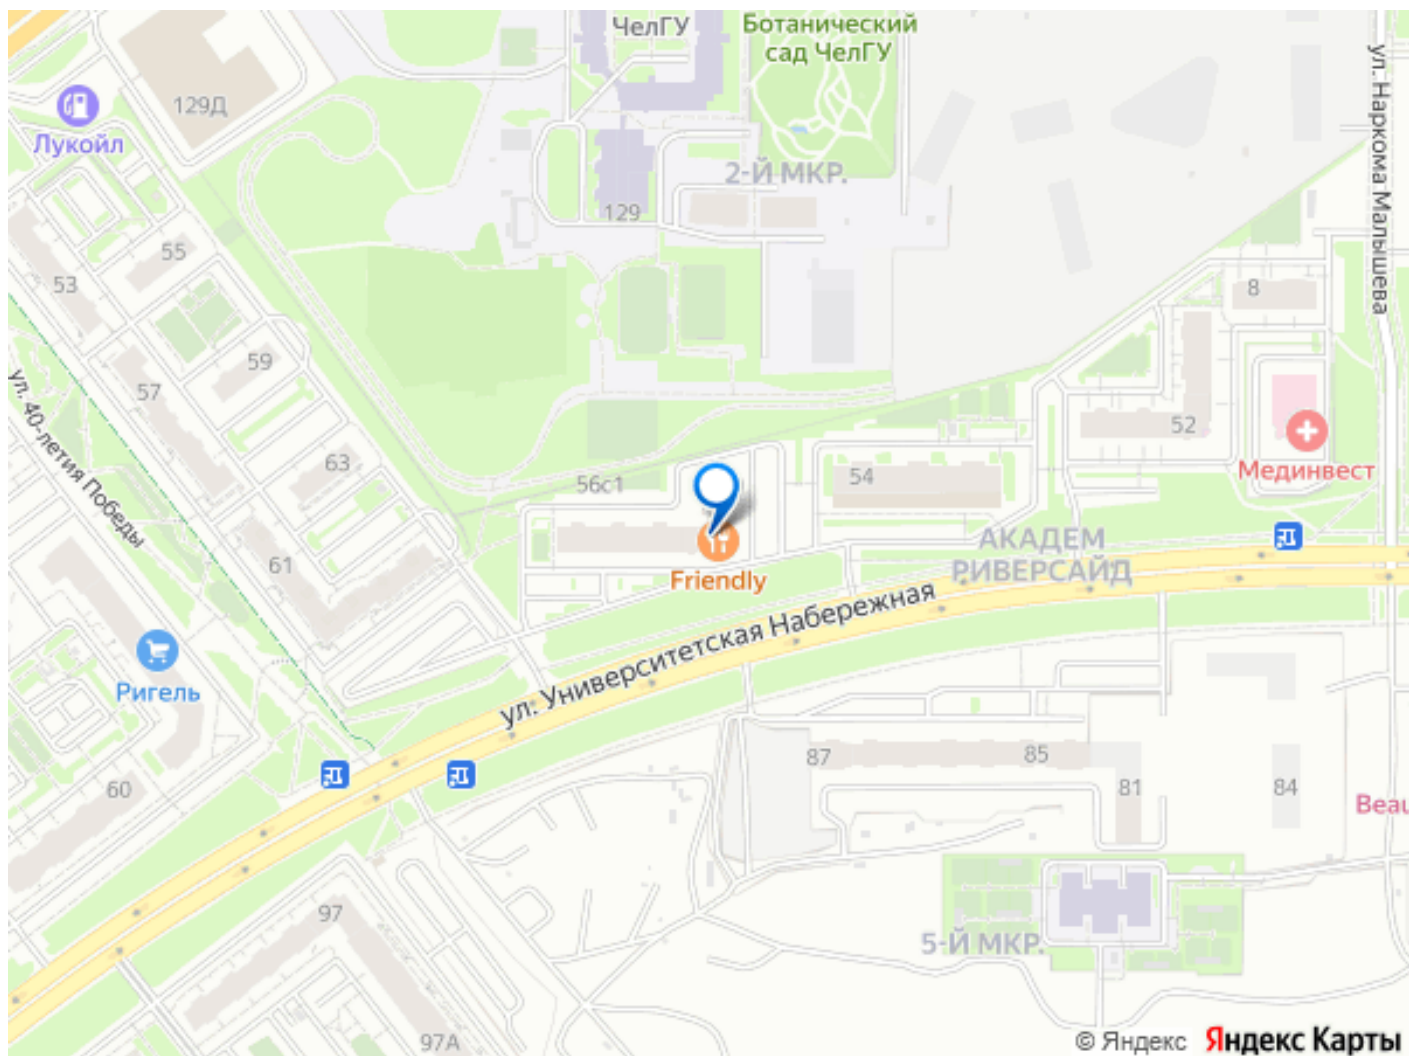 ЧелГУ
Ботанический
сад ЧелГУ
129Д
Лукойл
ул. Наркома Малышева
2-Й МКР.
129
55
53
8
59
57
ул. 40-летия Победы
52
63
Мединвест
54
56с1
АКАДЕМ
РИВЕРСАЙД
61
Friendly
ул. Университетская Набережная
Ригель
87
85
81
84
60
Beau
97
5-Й МКР.
97А
© Яндекс Яндекс Карты